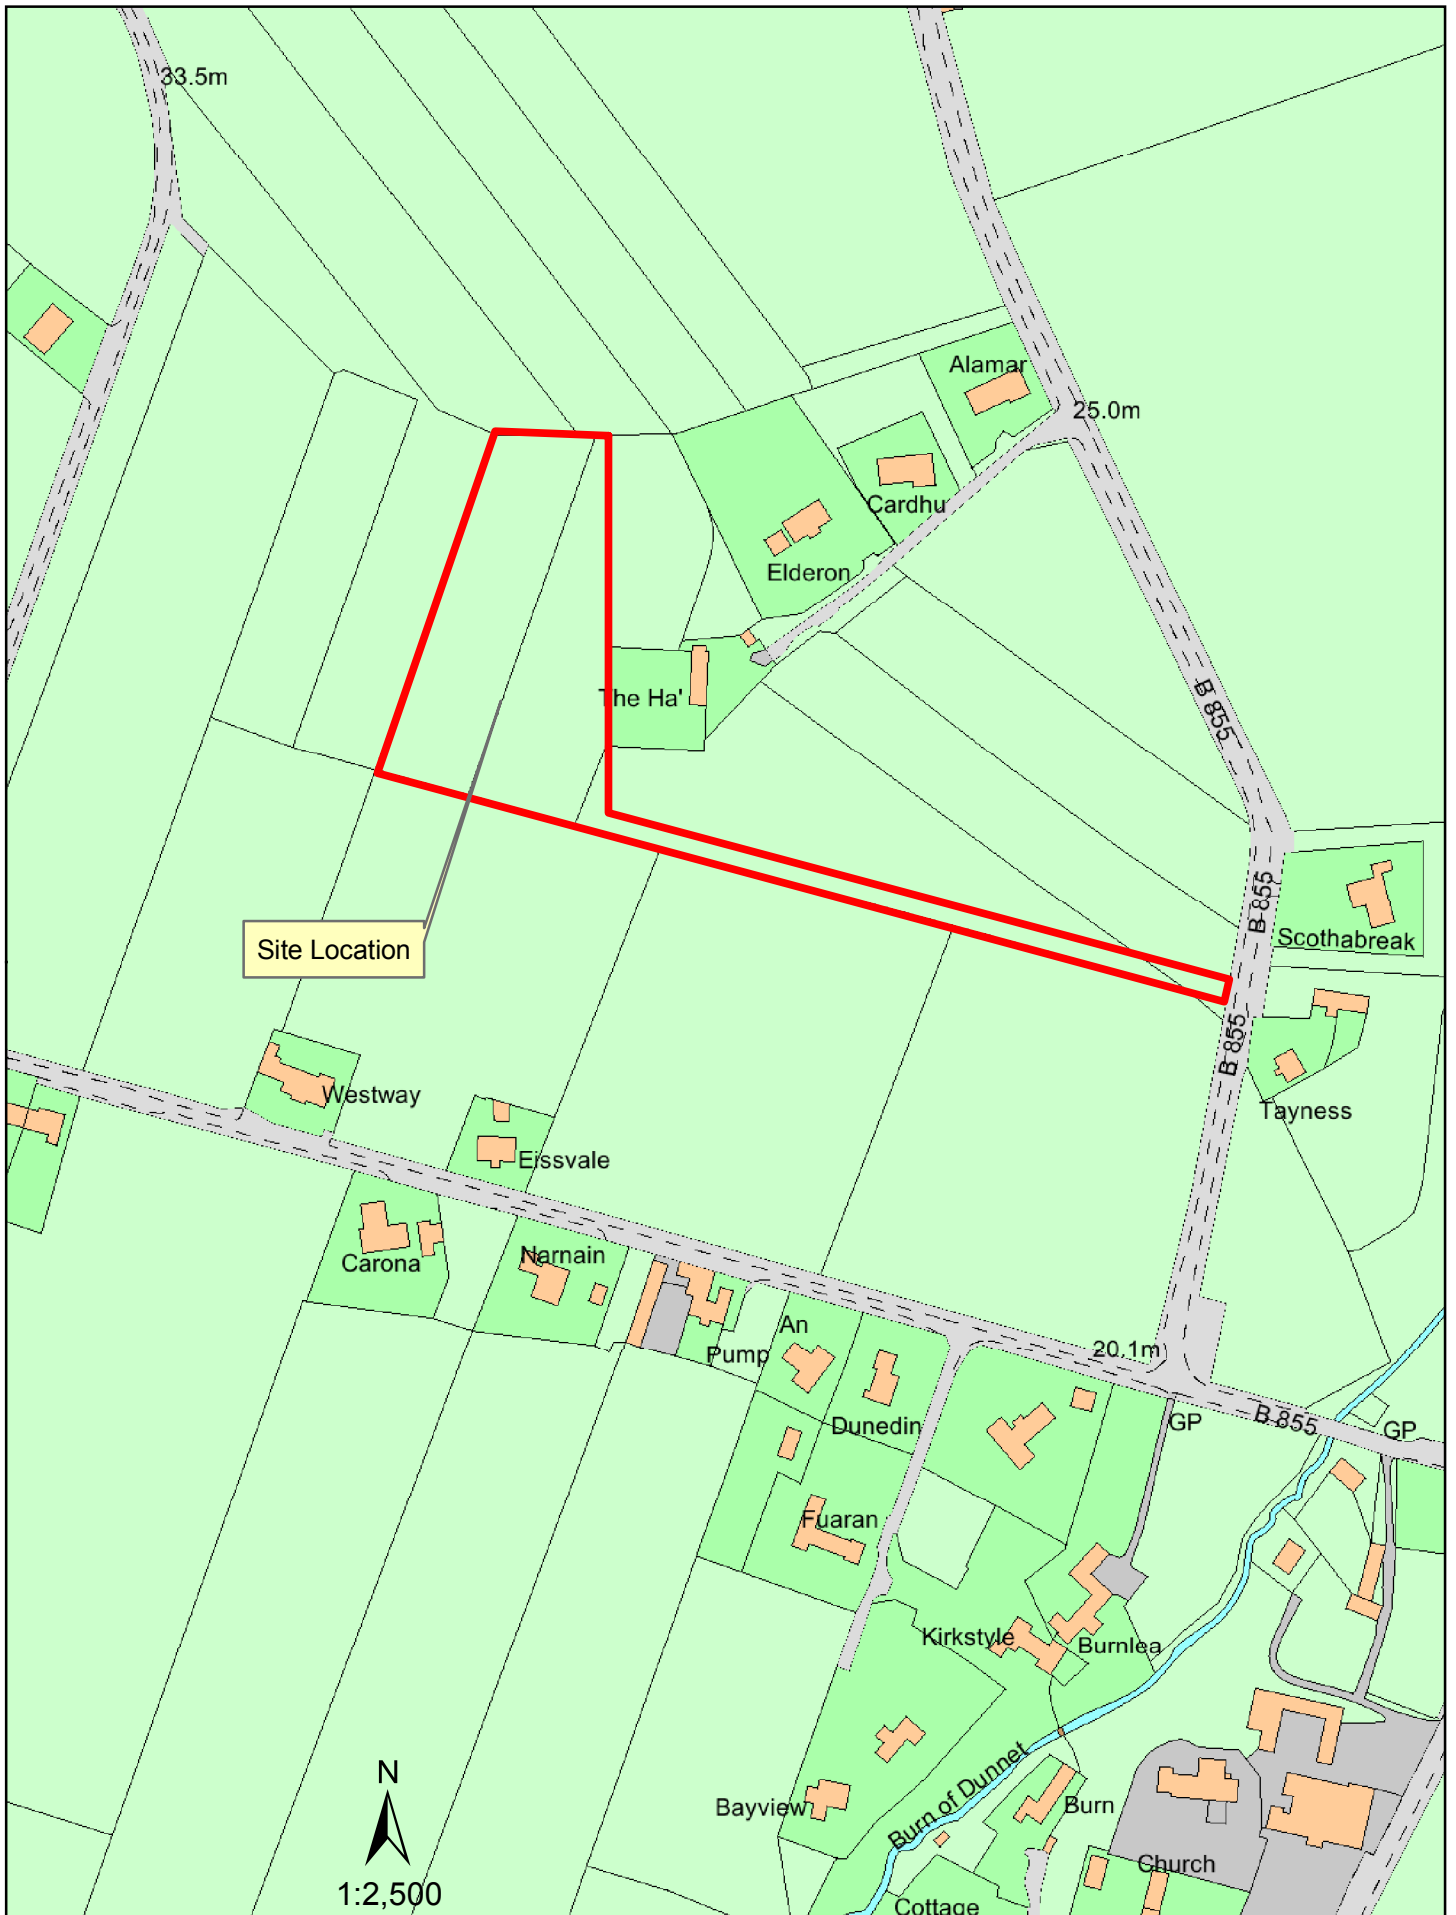 33.5m
Alamar
25.0m
Cardhu
Elderon
The Ha'
B 855
B 855
Scothabreak
Site Location
B 855
Westway
Tayness
Eissvale
Narnain
Carona
An
20.1m
Pump
Dunedin
GP
B 855
GP
Fuaran
Kirkstyle
Burnlea
N
Burn of Dunnet
Bayview
Burn
Church
1:2,500
Cottage